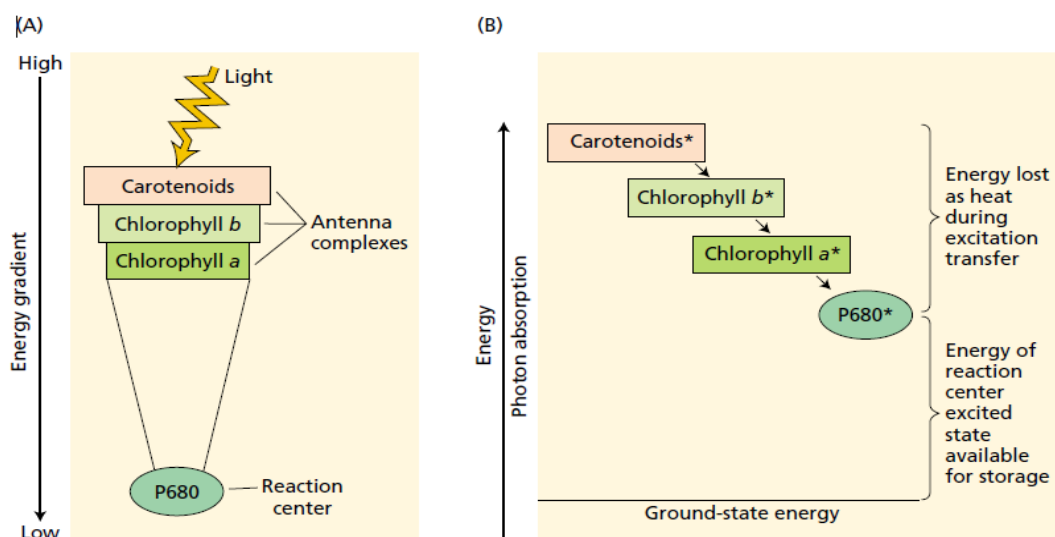 (A)
High
Light
Carotenoids
Chlorophyll b
Chlorophyll a
Antenna
complexes
Energy gradient
P680
Reaction
center
Low
(B)
Energy
Photon absorption
Carotenoids*
Chlorophyll b*
Chlorophyll a*
P680*
Energy lost
as heat
during
excitation
transfer
Energy of
reaction
center
excited
state
available
for storage
Ground-state energy